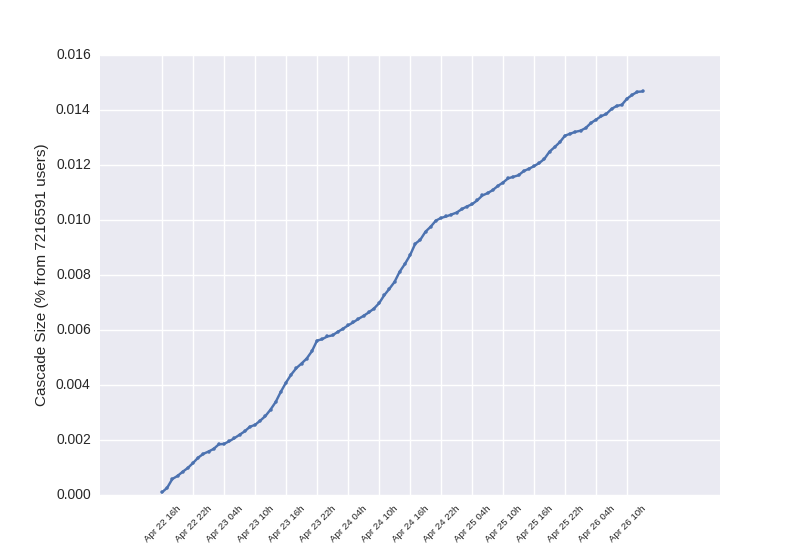 0.016
0.014
0.012
0.010
0.008
0.006
0.004
0.002
0.000
Cascade Size (% from 7216591 users)
Apr 22 16h
Apr 22 22h
Apr 23 04h
Apr 23 10h
Apr 23 16h
Apr 23 22h
Apr 24 04h
Apr 24 10h
Apr 24 16h
Apr 24 22h
Apr 25 04h
Apr 25 10h
Apr 25 16h
Apr 25 22h
Apr 26 04h
Apr 26 10h